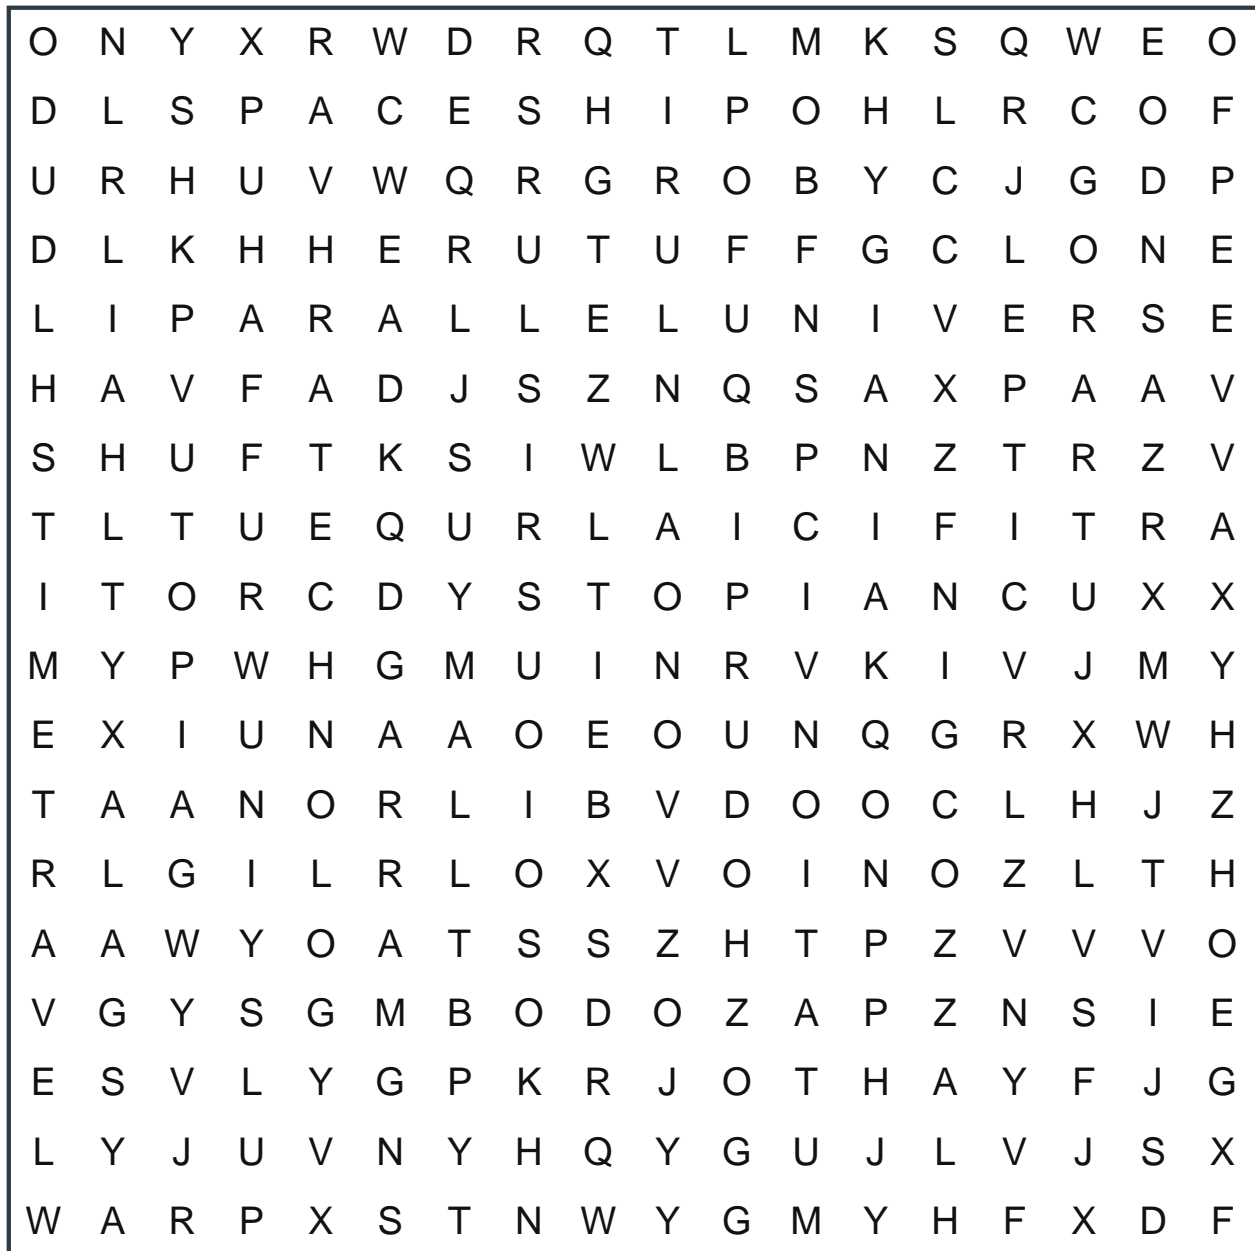 O N Y X R W D R Q T L M K S Q W E O
D L S P A C E S H I P O H L R C O F
U R H U V W Q R G R O B Y C J G D P
D L K H H E R U T U F F G C L O N E
L I P A R A L L E L U N I V E R S E
H A V F A D J S Z N Q S A X P A A V
S H U F T K S I W L B P N Z T R Z V
T L T U E Q U R L A I C I F I T R A
I T O R C D Y S T O P I A N C U X X
M Y P W H G M U I N R V K I V J M Y
E X I U N A A O E O U N Q G R X W H
T A A N O R L I B V D O O C L H J Z
R L G I L R L O X V O I N O Z L T H
A A W Y O A T S S Z H T P Z V V V O
V G Y S G M B O D O Z A P Z N S I E
E S V L Y G P K R J O T H A Y F J G
L Y J U V N Y H Q Y G U J L V J S X
W A R P X S T N W Y G M Y H F X D F